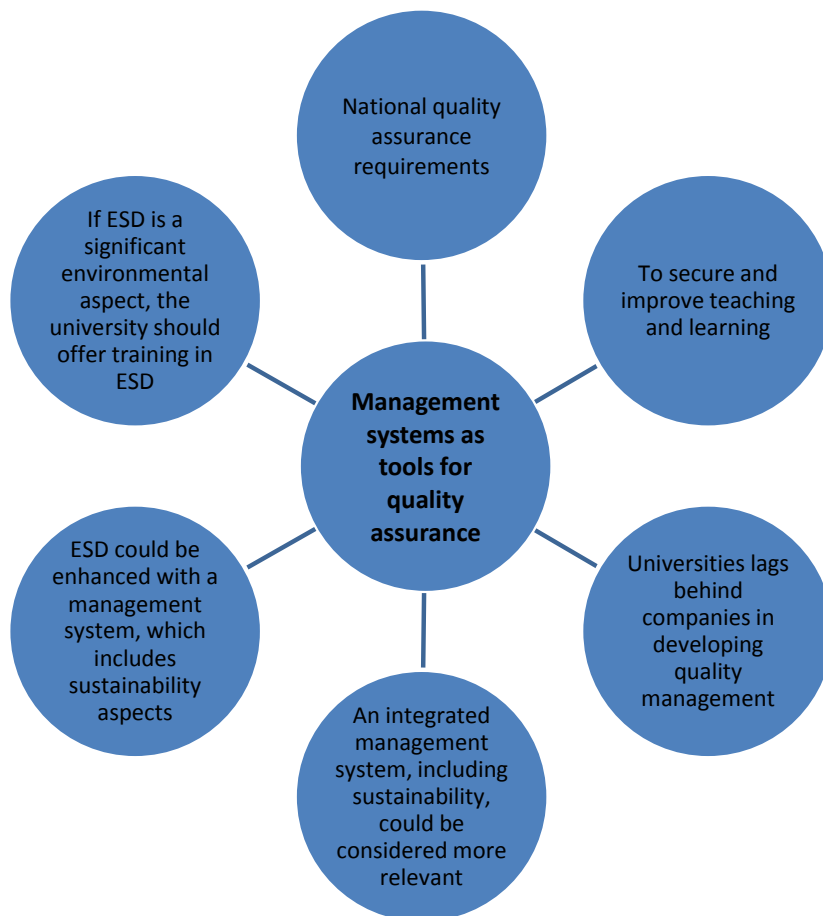 National quality
assurance
requirements
To secure and
improve teaching
and learning
Universities lags
behind
companies in
developing
quality
management
An integrated
management
system, including
sustainability,
could be
considered more
relevant
ESD could be
enhanced with a
management
system, which
includes
sustainability
aspects
If ESD is a
significant
environmental
aspect, the
university should
offer training in
ESD
Management
systems as
tools for
quality
assurance